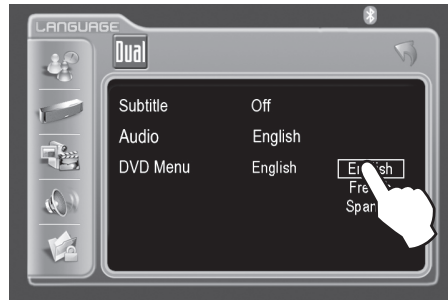 LANGUAGE
Dual
Subtitle Off
Audio English
DVD Menu English English